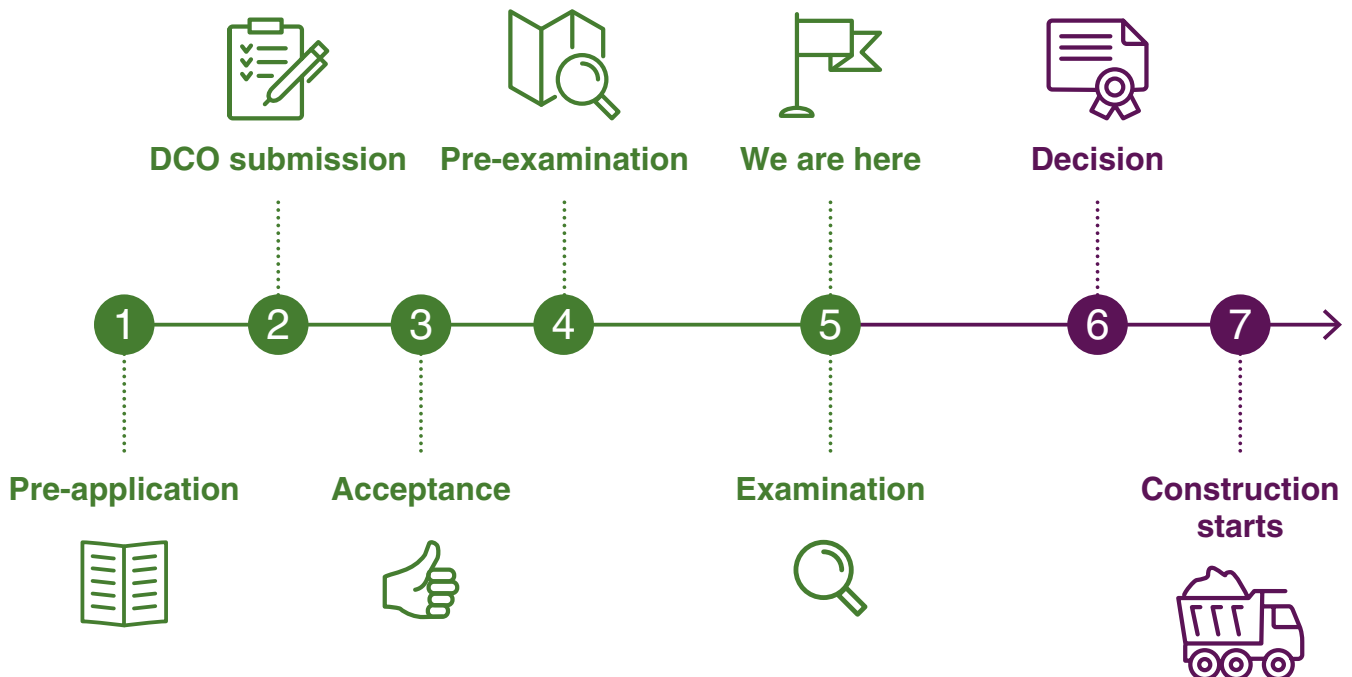 DCO submission
Pre-examination
We are here
Decision
1
2
3
4
5
6
7
Pre-application
Acceptance
Examination
Construction
starts